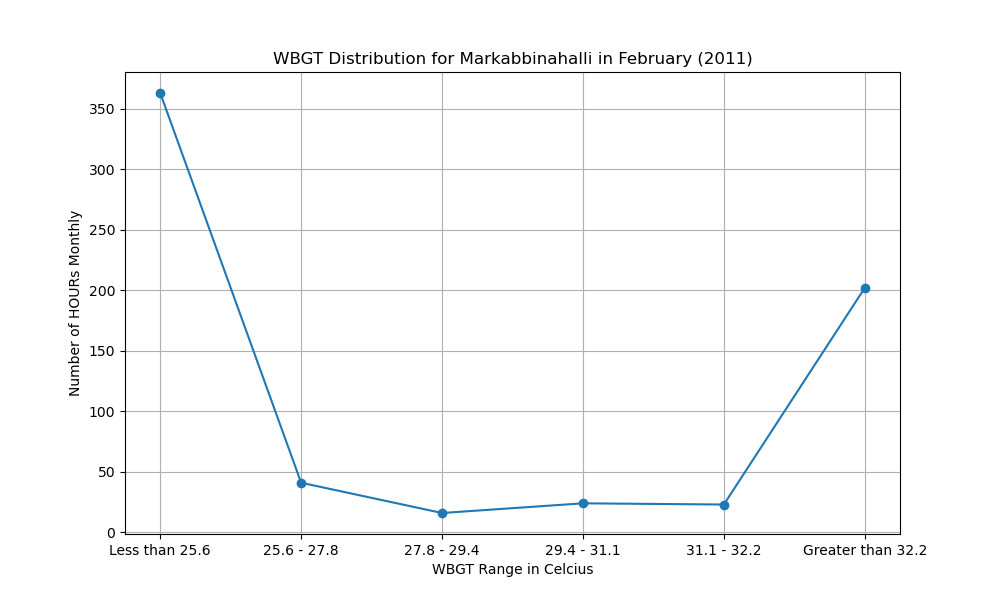 WBGT Distribution for Markabbinahalli in February (2011)
Number of HOURs Monthly
350
300
250
200
150
100
50
0
Less than 25.6 25.6 - 27.8 27.8 - 29.4 29.4 - 31.1 31.1 - 32.2 Greater than 32.2
WBGT Range in Celcius